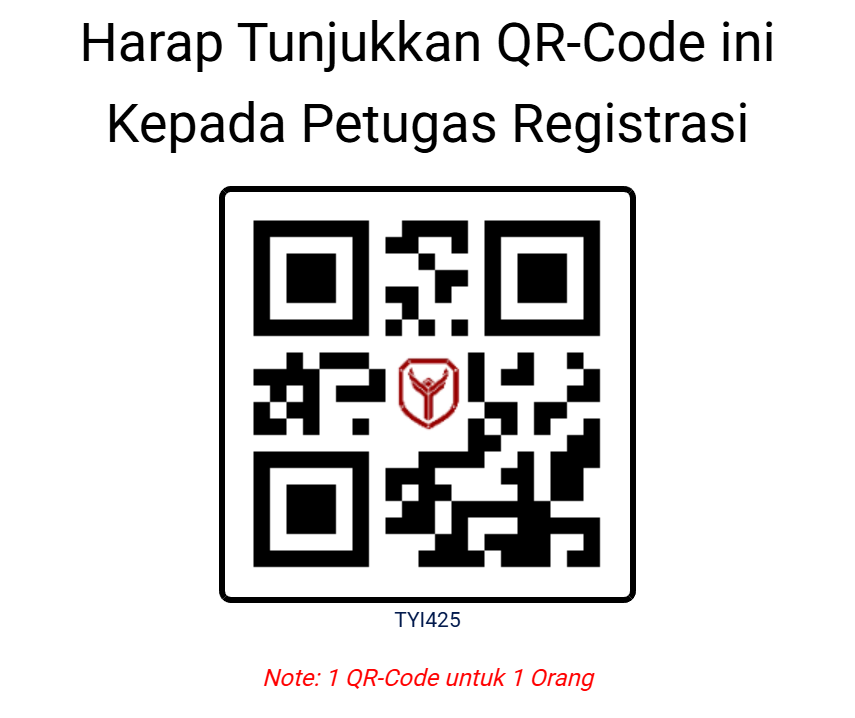 Harap Tunjukkan QR-Code ini
Kepada Petugas Registrasi
TYI425
Note: 1 QR-Code untuk 1 Orang